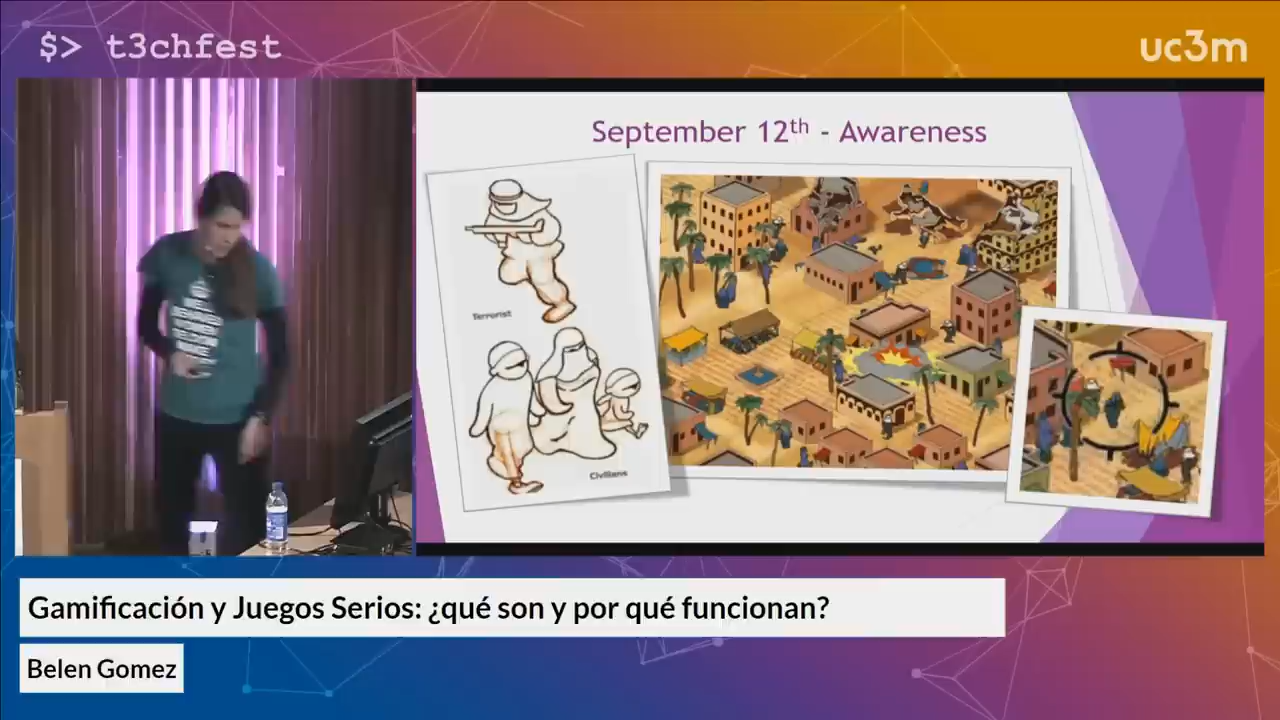 $> t3chfest
uc3m
September 12th - Awareness
Terrorist
Civilians
Gamificación y Juegos Serios: ¿qué son y por qué funcionan?
Belen Gomez